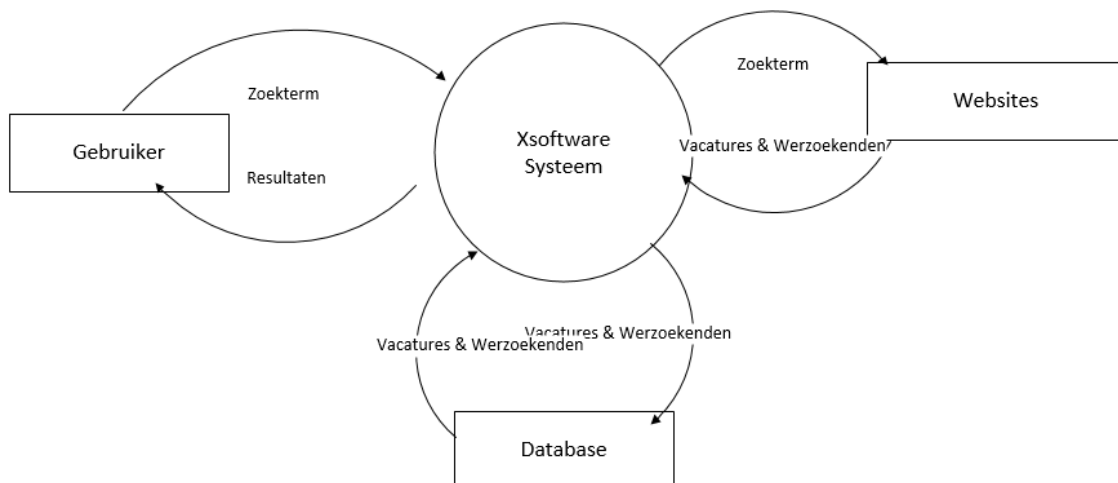 Zoekterm
Zoekterm
Gebruiker
Xsoftware
Systeem
Websites
Resultaten
Vacatures & Werzoekenden
Vacatures & Werzoekenden
Vacatures & Werzoekenden
Database